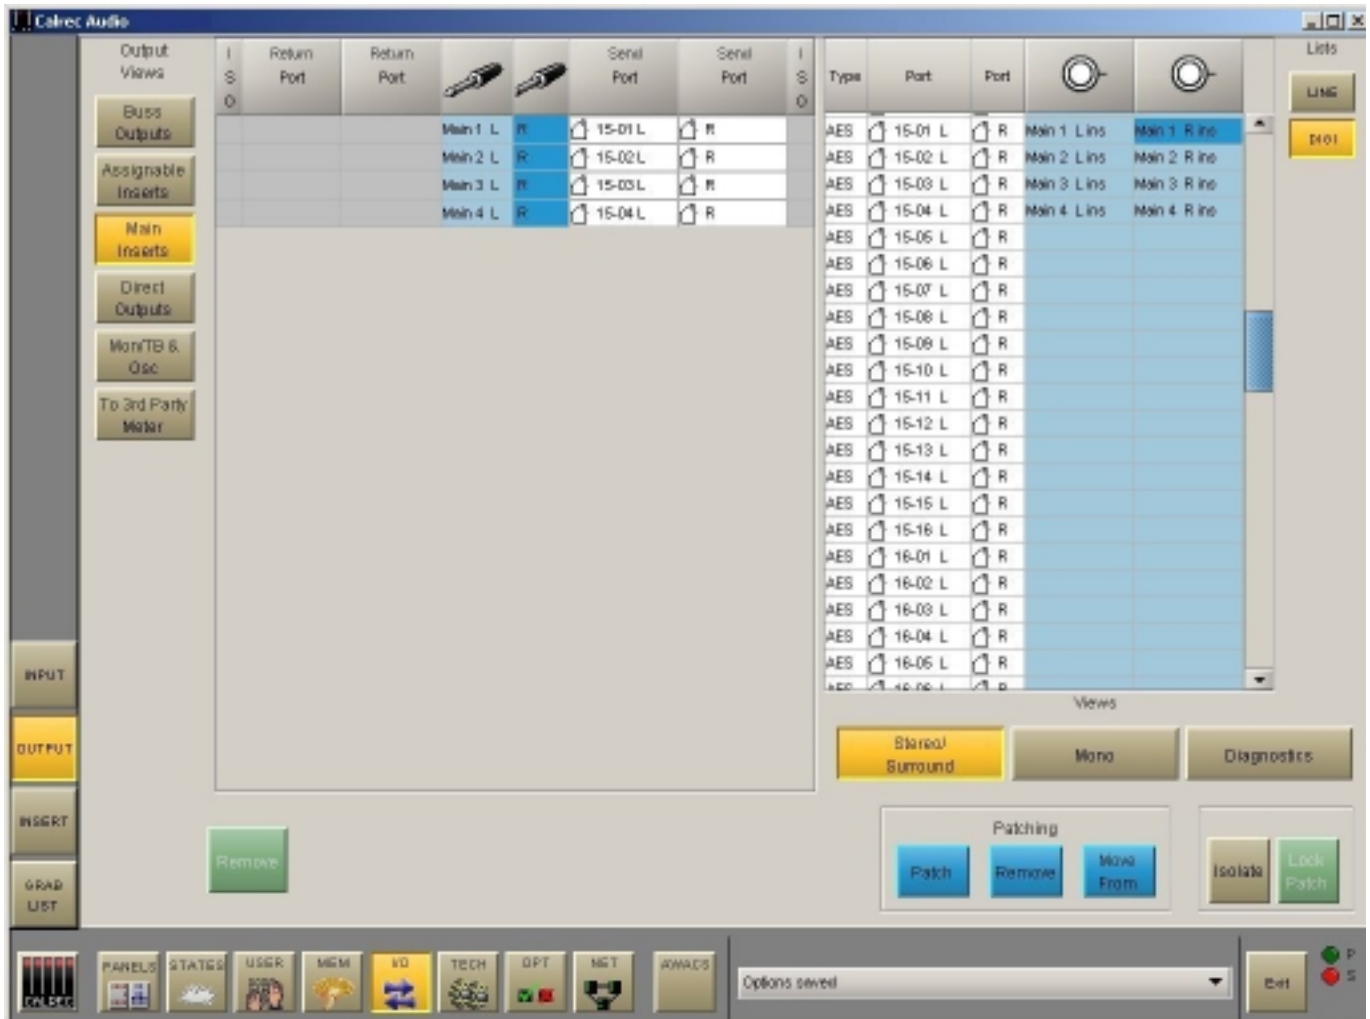 Calrec Audio
Output Views
Buss Outputs
Assignable Inserts
Main Inserts
Direct Outputs
Mon/TB & Osc
To 3rd Party Meter
INPUT
OUTPUT
INSERT
GRAB LIST
I S O Return Port Return Port Send Port Send Port I S O
Main 1 L R 15-01 L R
Main 2 L R 15-02 L R
Main 3 L R 15-03 L R
Main 4 L R 15-04 L R
Remove
Type Port Port
AES 15-01 L R Main 1 L ins Main 1 R ins
AES 15-02 L R Main 2 L ins Main 2 R ins
AES 15-03 L R Main 3 L ins Main 3 R ins
AES 15-04 L R Main 4 L ins Main 4 R ins
AES 15-05 L R
AES 15-06 L R
AES 15-07 L R
AES 15-08 L R
AES 15-09 L R
AES 15-10 L R
AES 15-11 L R
AES 15-12 L R
AES 15-13 L R
AES 15-14 L R
AES 15-15 L R
AES 15-16 L R
AES 16-01 L R
AES 16-02 L R
AES 16-03 L R
AES 16-04 L R
AES 16-05 L R
AES 16-06 L R
Lists
LINE
DIGI
Views
Stereo/ Surround
Mono
Diagnostics
Patching
Patch
Remove
Move From
Isolate
Lock Patch
CALREC
PANELS
STATES
USER
MEM
I/O
TECH
OPT
NET
AWACS
Options saved
Exit
P
S